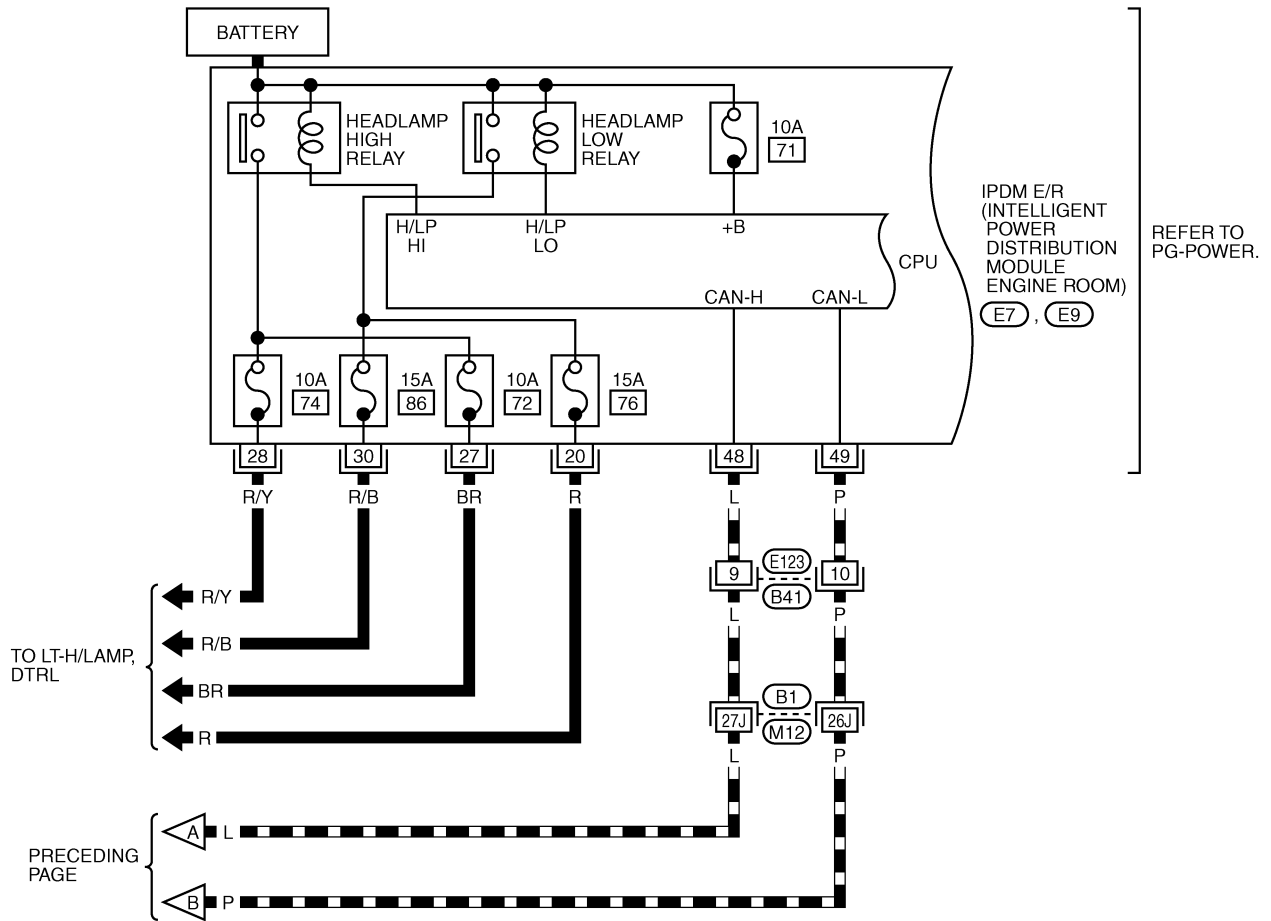 BATTERY
HEADLAMP
HIGH
RELAY
HEADLAMP
LOW
RELAY
10A
71
H/LP
HI
H/LP
LO
+B
CPU
CAN-H
CAN-L
IPDM E/R
(INTELLIGENT
POWER
DISTRIBUTION
MODULE
ENGINE ROOM)
E7 , E9
REFER TO
PG-POWER.
10A
74
15A
86
10A
72
15A
76
28
30
27
20
48
49
R/Y
R/B
BR
R
L
P
9
E123
10
B41
L
P
R/Y
R/B
BR
R
TO LT-H/LAMP,
DTRL
B1
27J
26J
M12
L
P
A
L
PRECEDING
PAGE
B
P